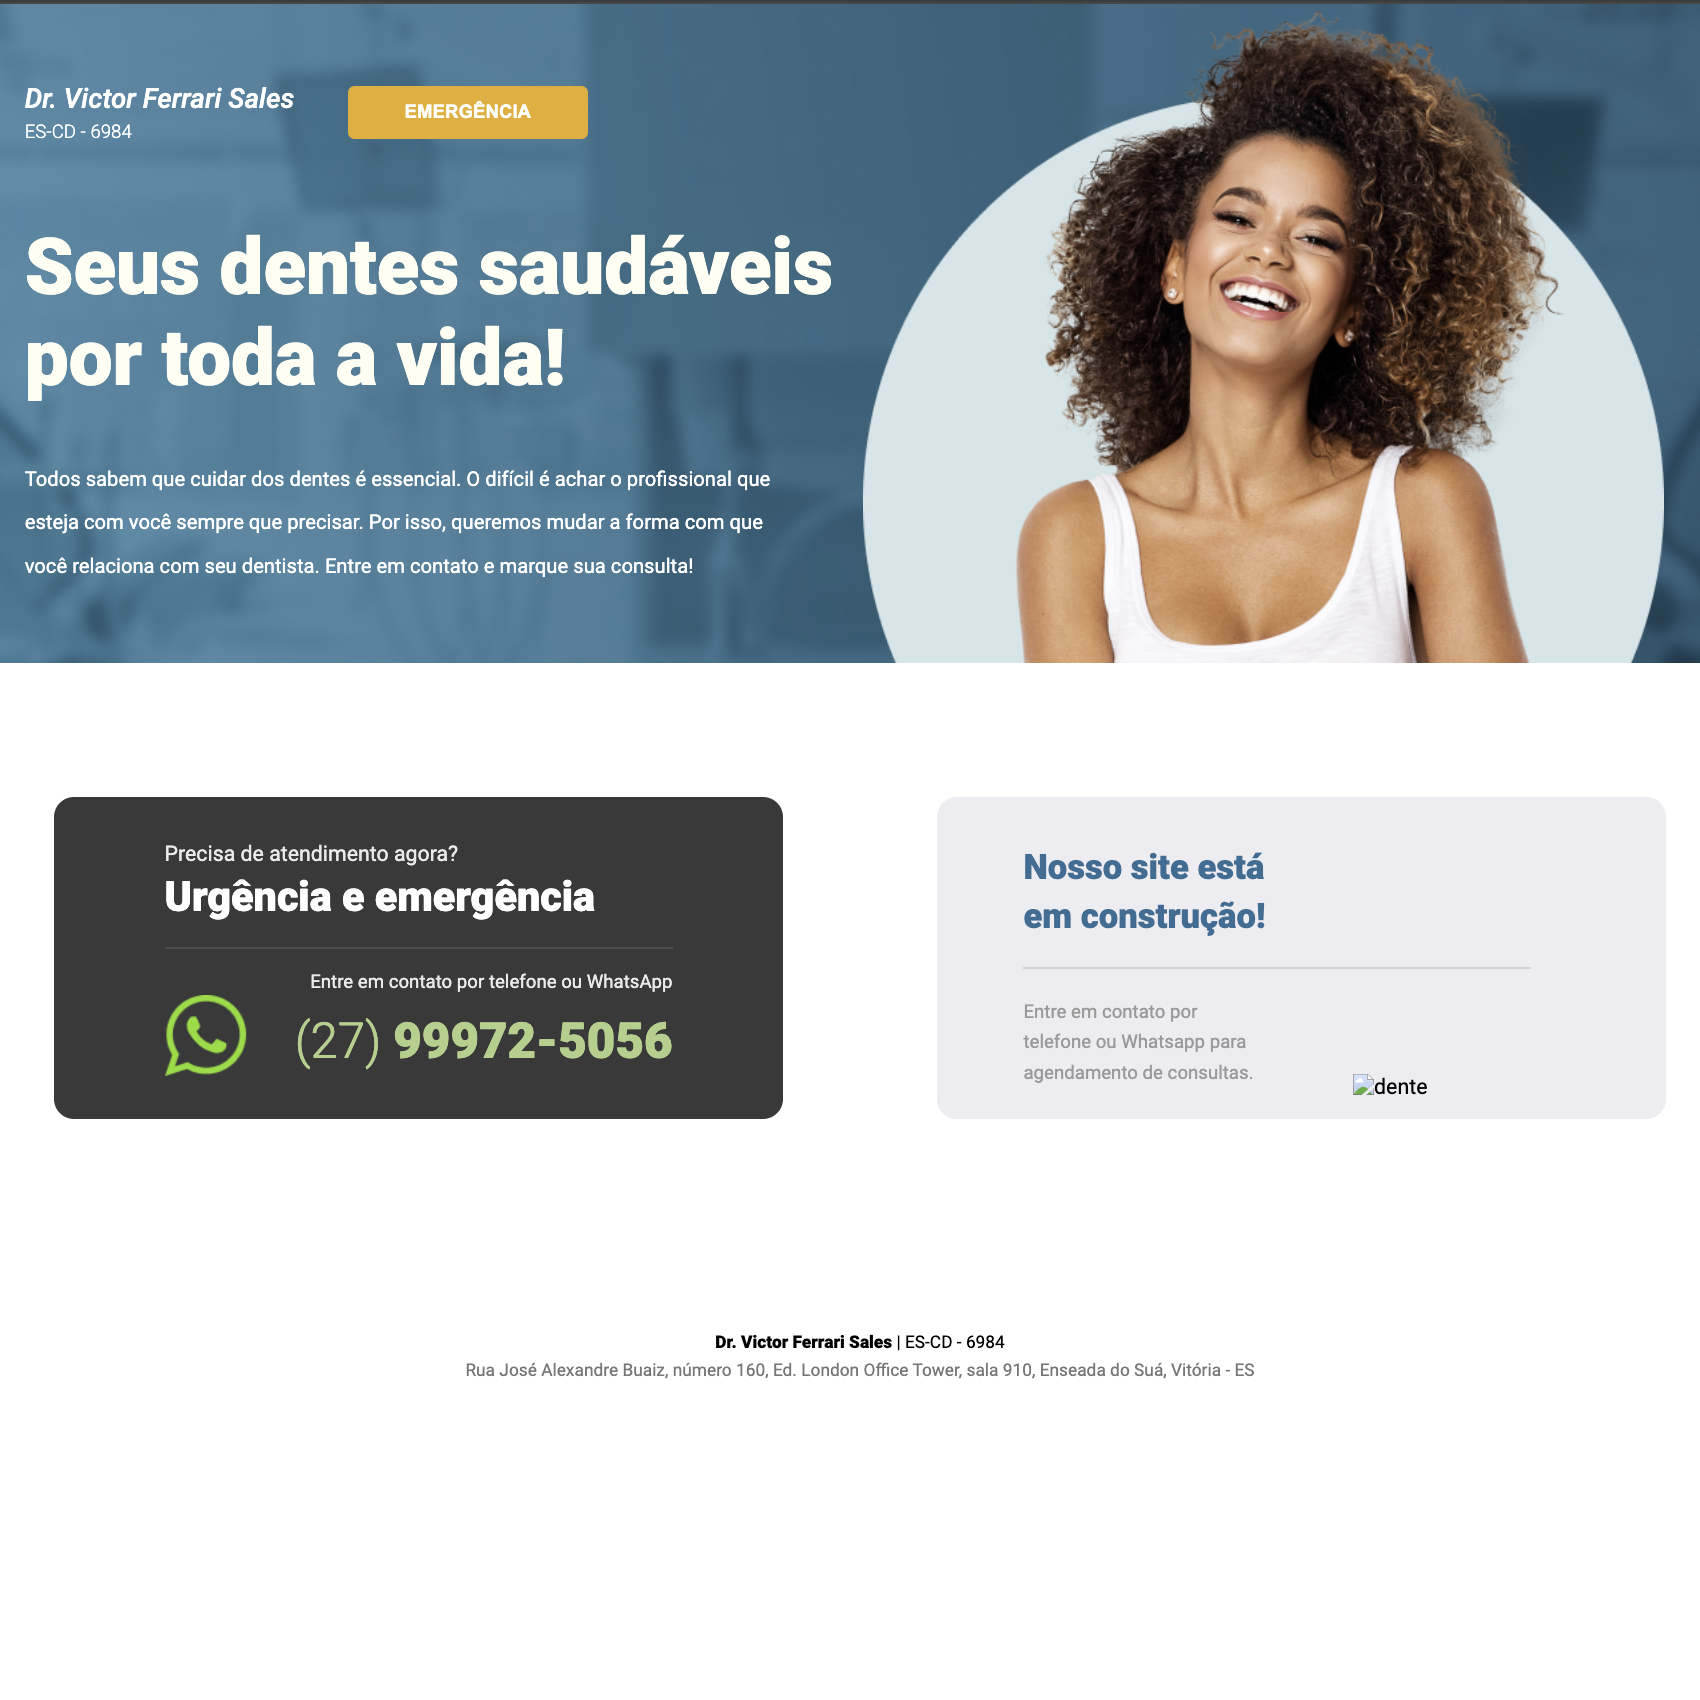 Dr. Victor Ferrari Sales
ES-CD - 6984
EMERGÊNCIA
Seus dentes saudáveis
por toda a vida!
Todos sabem que cuidar dos dentes é essencial. O difícil é achar o profissional que
esteja com você sempre que precisar. Por isso, queremos mudar a forma com que
você relaciona com seu dentista. Entre em contato e marque sua consulta!
Precisa de atendimento agora?
Urgência e emergência
Entre em contato por telefone ou WhatsApp
(27) 99972-5056
Nosso site está
em construção!
Entre em contato por
telefone ou Whatsapp para
agendamento de consultas.
dente
Dr. Victor Ferrari Sales | ES-CD - 6984
Rua José Alexandre Buaiz, número 160, Ed. London Office Tower, sala 910, Enseada do Suá, Vitória - ES